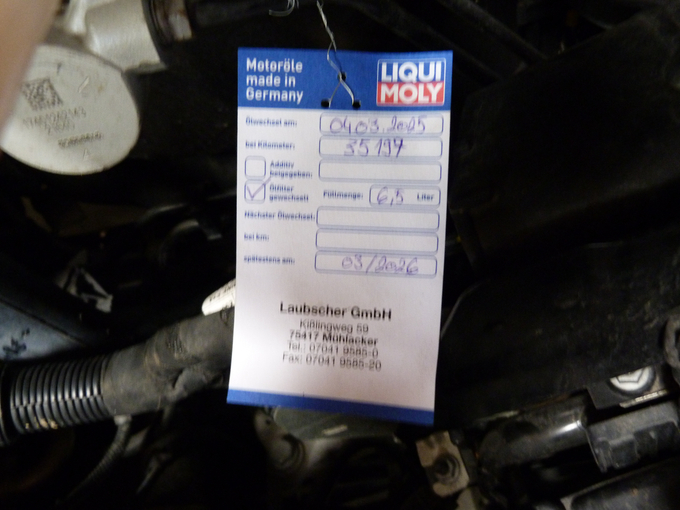 Motoröle
made in
Germany
LIQUI
MOLY
Ölwechsel am: 04.03.2025
bei Kilometer: 35197
Additiv
beigegeben:
Ölfilter
gewechselt
Füllmenge: 6,5 Liter
Nächster Ölwechsel:
bei km:
spätestens am: 03/2026
Laubscher GmbH
Kißlingweg 59
75417 Mühlacker
Tel.: 07041 9585-0
Fax: 07041 9585-20